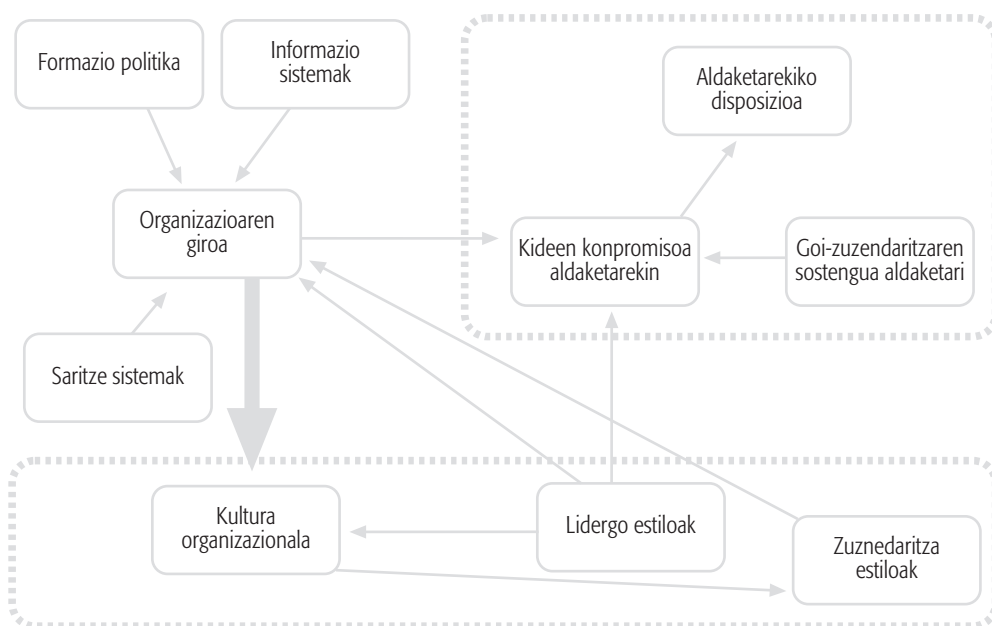 Formazio politika
Informazio
sistemak
Aldaketarekiko
disposizioa
Organizazioaren
giroa
Kideen konpromisoa
aldaketarekin
Goi-zuzendaritzaren
sostengua aldaketari
Saritze sistemak
Kultura
organizazionala
Lidergo estiloak
Zuznedaritza
estiloak